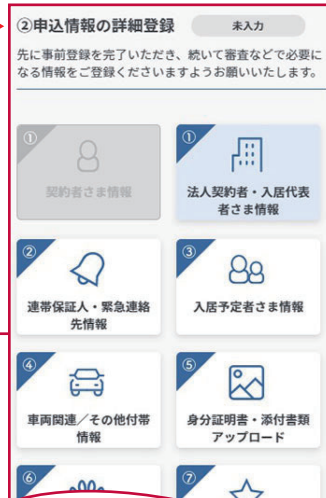 ②申込情報の詳細登録 未入力
先に事前登録を完了いただき、続いて審査などで必要に
なる情報をご登録くださいますようお願いいたします。
①
契約者さま情報
①
法人契約者・入居代表
者さま情報
②
連帯保証人・緊急連絡
先情報
③
入居予定者さま情報
④
車両関連/その他付帯
情報
⑤
身分証明書・添付書類
アップロード
⑥
⑦